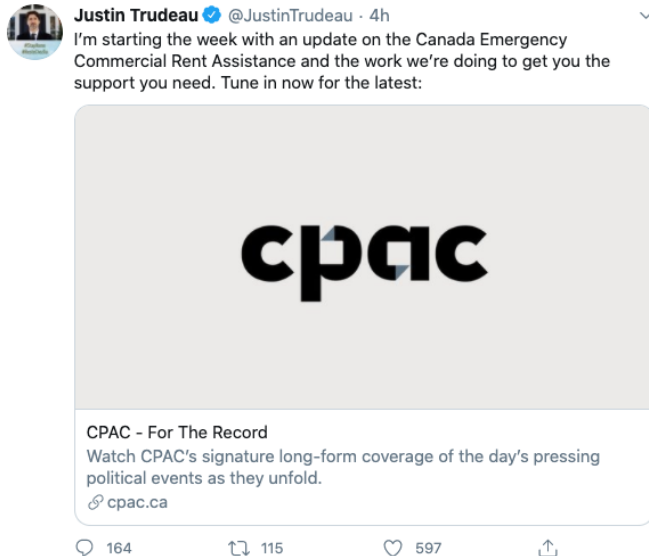 Justin Trudeau @JustinTrudeau · 4h
I'm starting the week with an update on the Canada Emergency
Commercial Rent Assistance and the work we're doing to get you the
support you need. Tune in now for the latest:
cpac
CPAC - For The Record
Watch CPAC's signature long-form coverage of the day's pressing
political events as they unfold.
cpac.ca
164 115 597